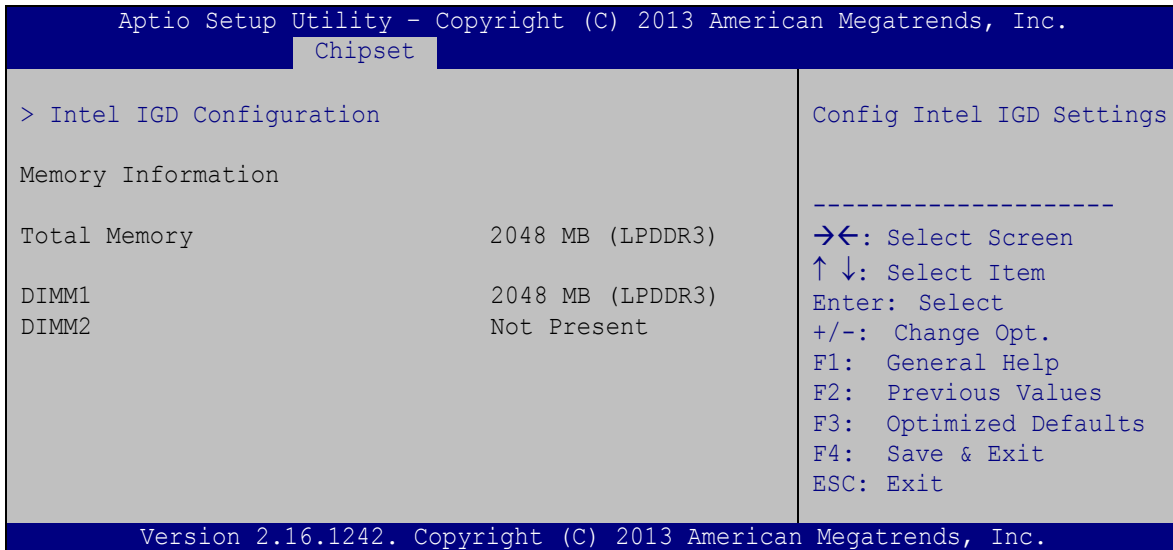 Aptio Setup Utility – Copyright (C) 2013 American Megatrends, Inc.
Chipset
> Intel IGD Configuration
Memory Information
Total Memory 2048 MB (LPDDR3)
DIMM1 2048 MB (LPDDR3)
DIMM2 Not Present
Config Intel IGD Settings
---------------------
→←: Select Screen
↑ ↓: Select Item
Enter: Select
+/-: Change Opt.
F1: General Help
F2: Previous Values
F3: Optimized Defaults
F4: Save & Exit
ESC: Exit
Version 2.16.1242. Copyright (C) 2013 American Megatrends, Inc.